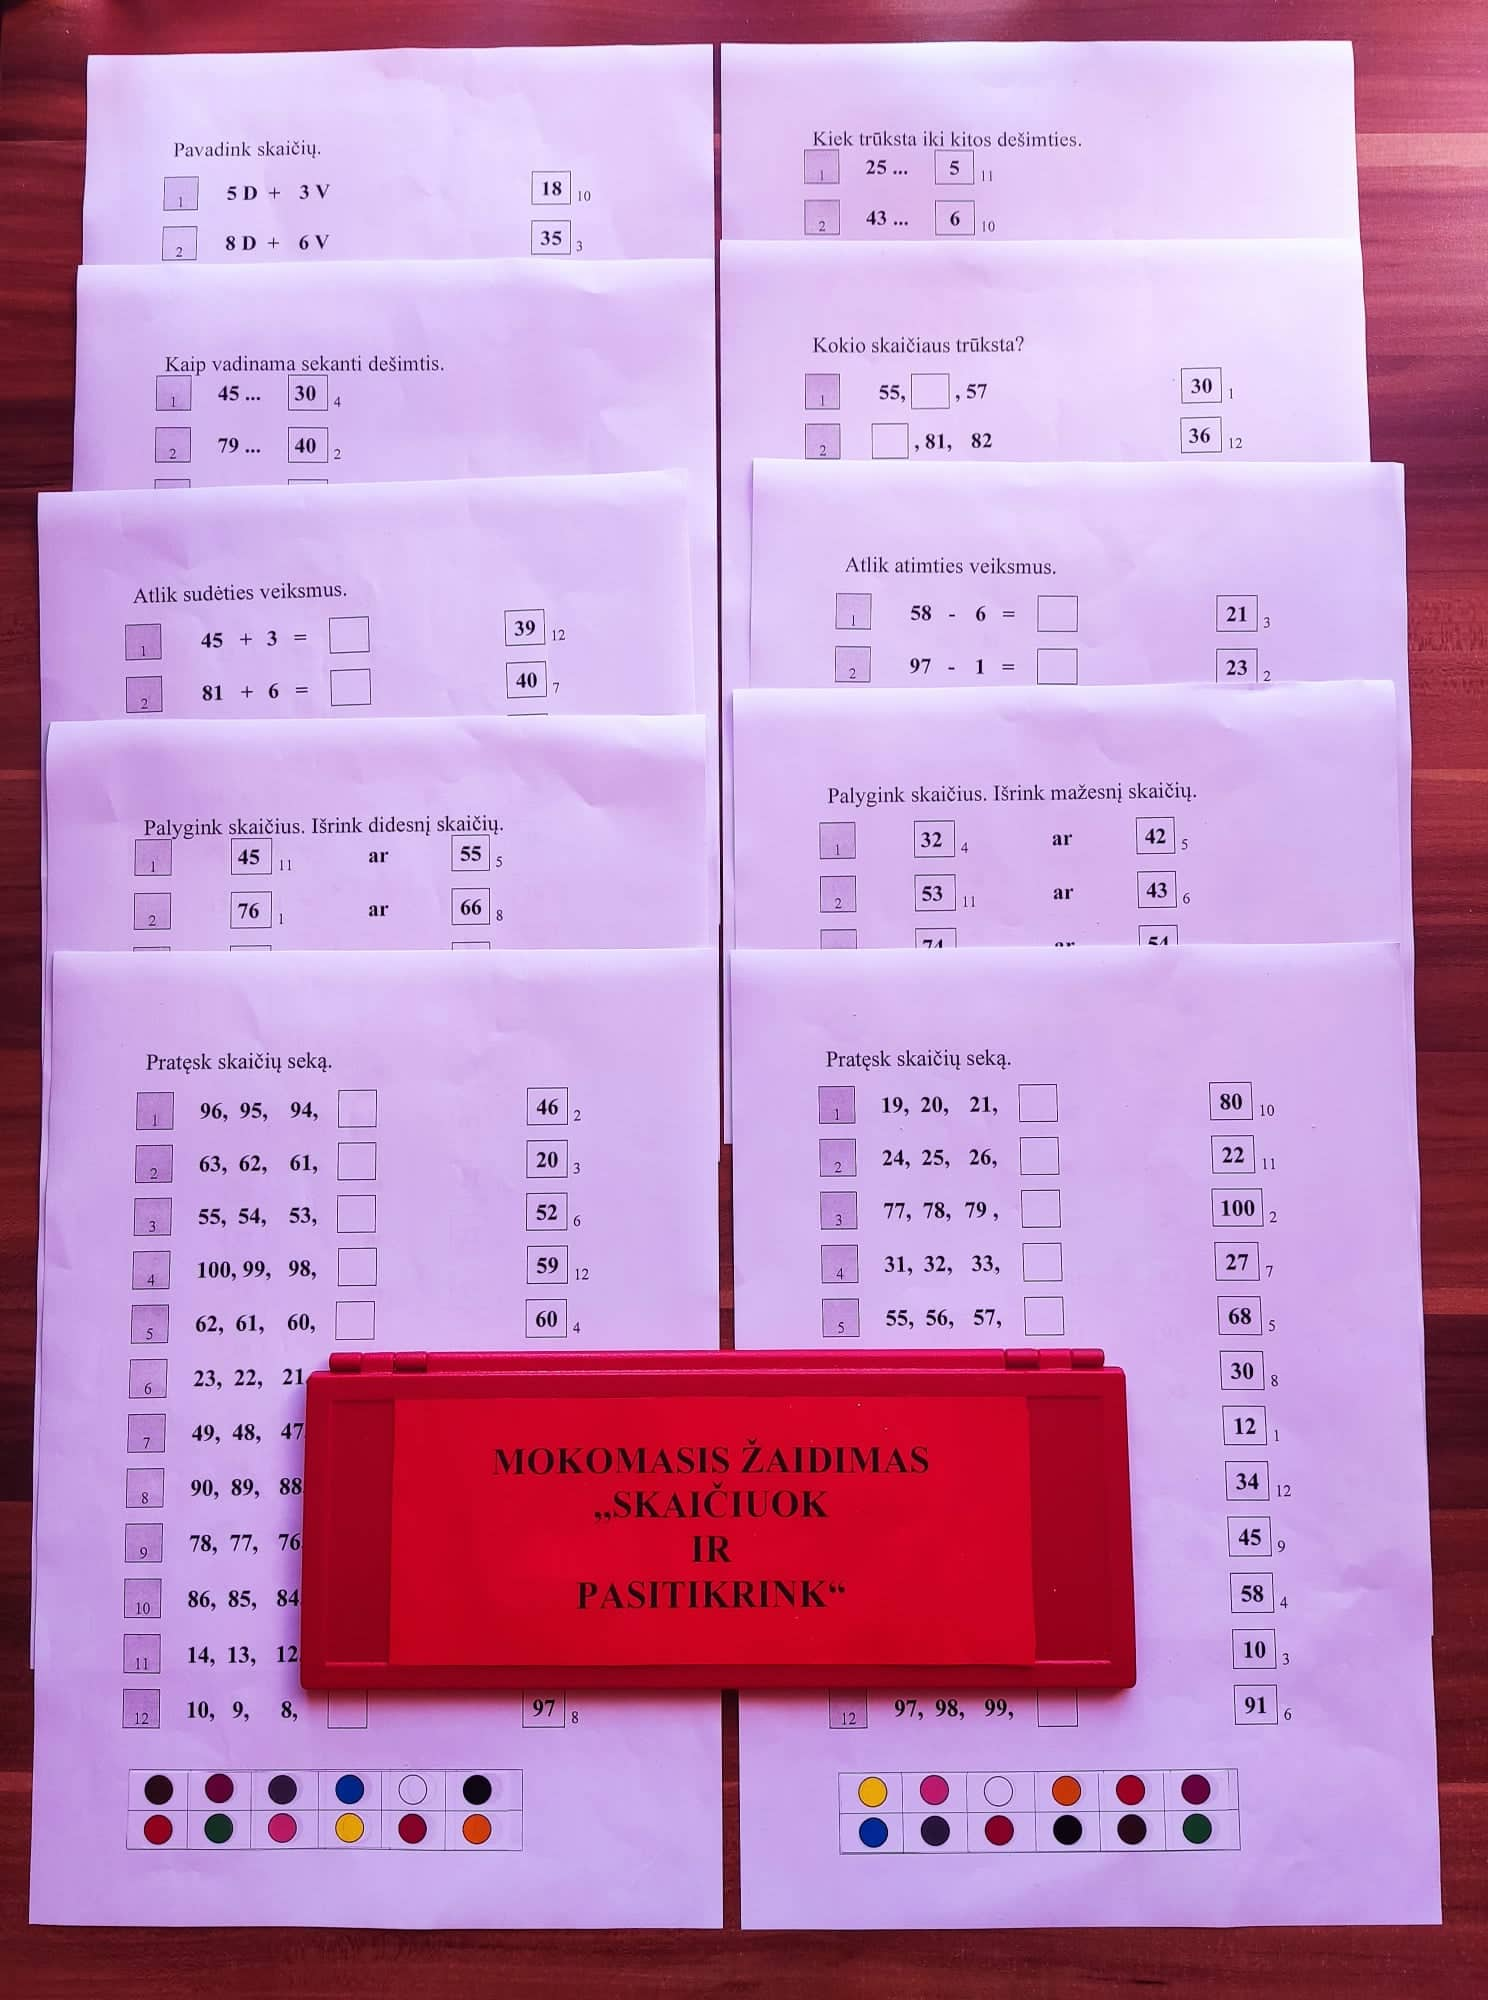 Pavadink skaičių.
1 5 D + 3 V 18 10
2 8 D + 6 V 35 3
Kiek trūksta iki kitos dešimties.
1 25 ... 5 11
2 43 ... 6 10
Kaip vadinama sekanti dešimtis.
1 45 ... 30 4
2 79 ... 40 2
Kokio skaičiaus trūksta?
1 55, , 57 30 1
2 , 81, 82 36 12
Atlik sudėties veiksmus.
1 45 + 3 = 39 12
2 81 + 6 = 40 7
Atlik atimties veiksmus.
1 58 - 6 = 21 3
2 97 - 1 = 23 2
Palygink skaičius. Išrink didesnį skaičių.
1 45 11 ar 55 5
2 76 1 ar 66 8
Palygink skaičius. Išrink mažesnį skaičių.
1 32 4 ar 42 5
2 53 11 ar 43 6
74 ar 54
Pratęsk skaičių seką.
1 96, 95, 94, 46 2
2 63, 62, 61, 20 3
3 55, 54, 53, 52 6
4 100, 99, 98, 59 12
5 62, 61, 60, 60 4
6 23, 22, 21
7 49, 48, 47
8 90, 89, 88
9 78, 77, 76
10 86, 85, 84
11 14, 13, 12
12 10, 9, 8, 97 8
Pratęsk skaičių seką.
1 19, 20, 21, 80 10
2 24, 25, 26, 22 11
3 77, 78, 79 , 100 2
4 31, 32, 33, 27 7
5 55, 56, 57, 68 5
30 8
12 1
34 12
45 9
58 4
10 3
12 97, 98, 99, 91 6
MOKOMASIS ŽAIDIMAS
„SKAIČIUOK
IR
PASITIKRINK“